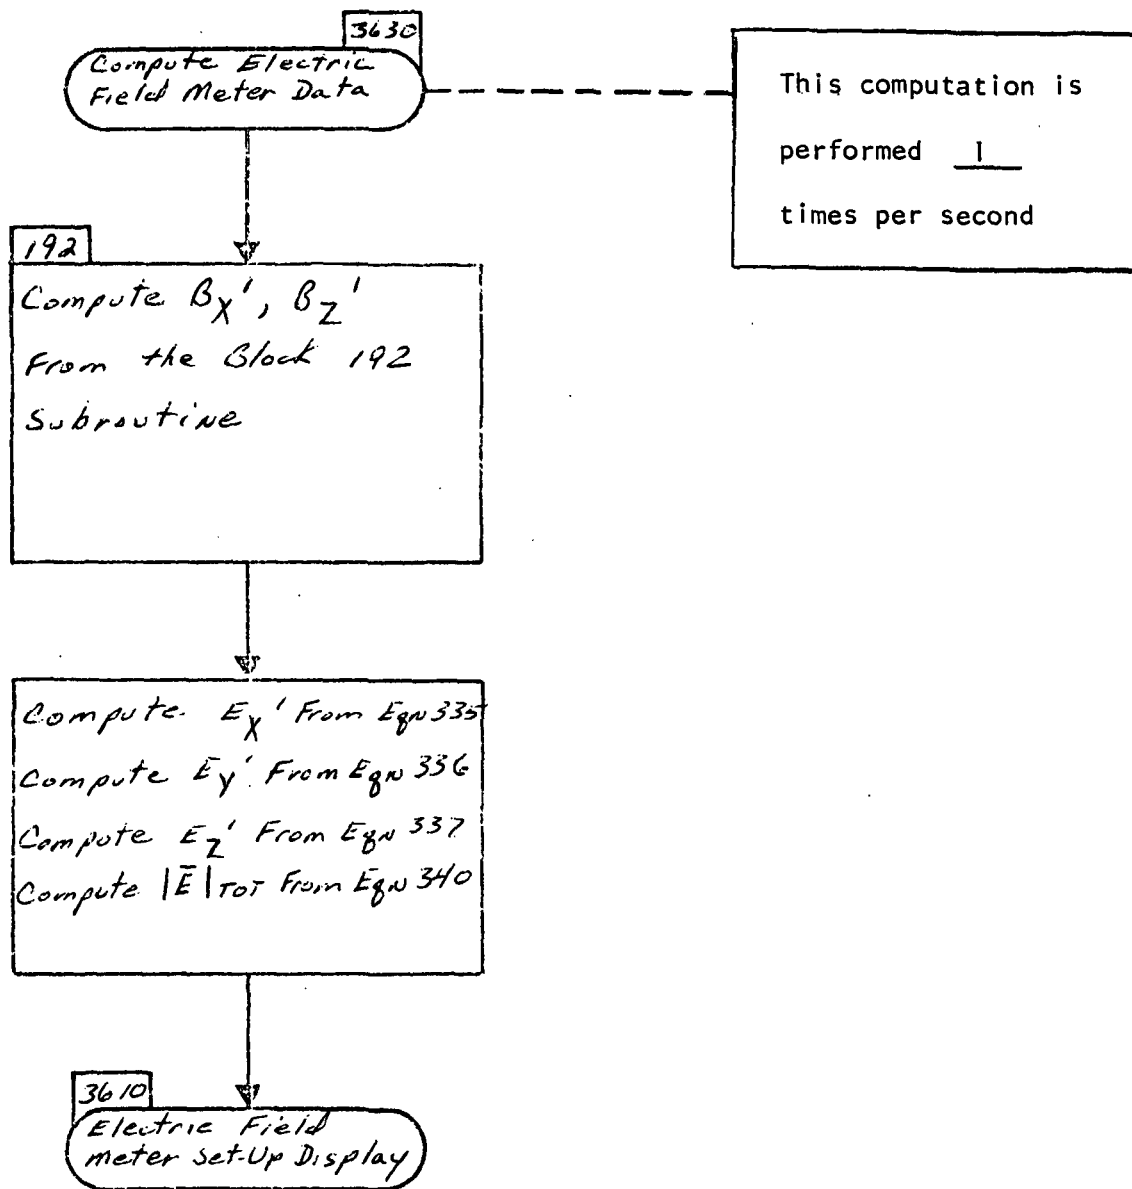 3630
Compute Electric
Field Meter Data
This computation is
performed 1
times per second
192
Compute Bx', Bz'
From the Block 192
Subroutine
Compute Ex' From Eqn 335
Compute Ey' From Eqn 336
Compute Ez' From Eqn 337
Compute |Ē|TOT From Eqn 340
3610
Electric Field
meter Set-Up Display